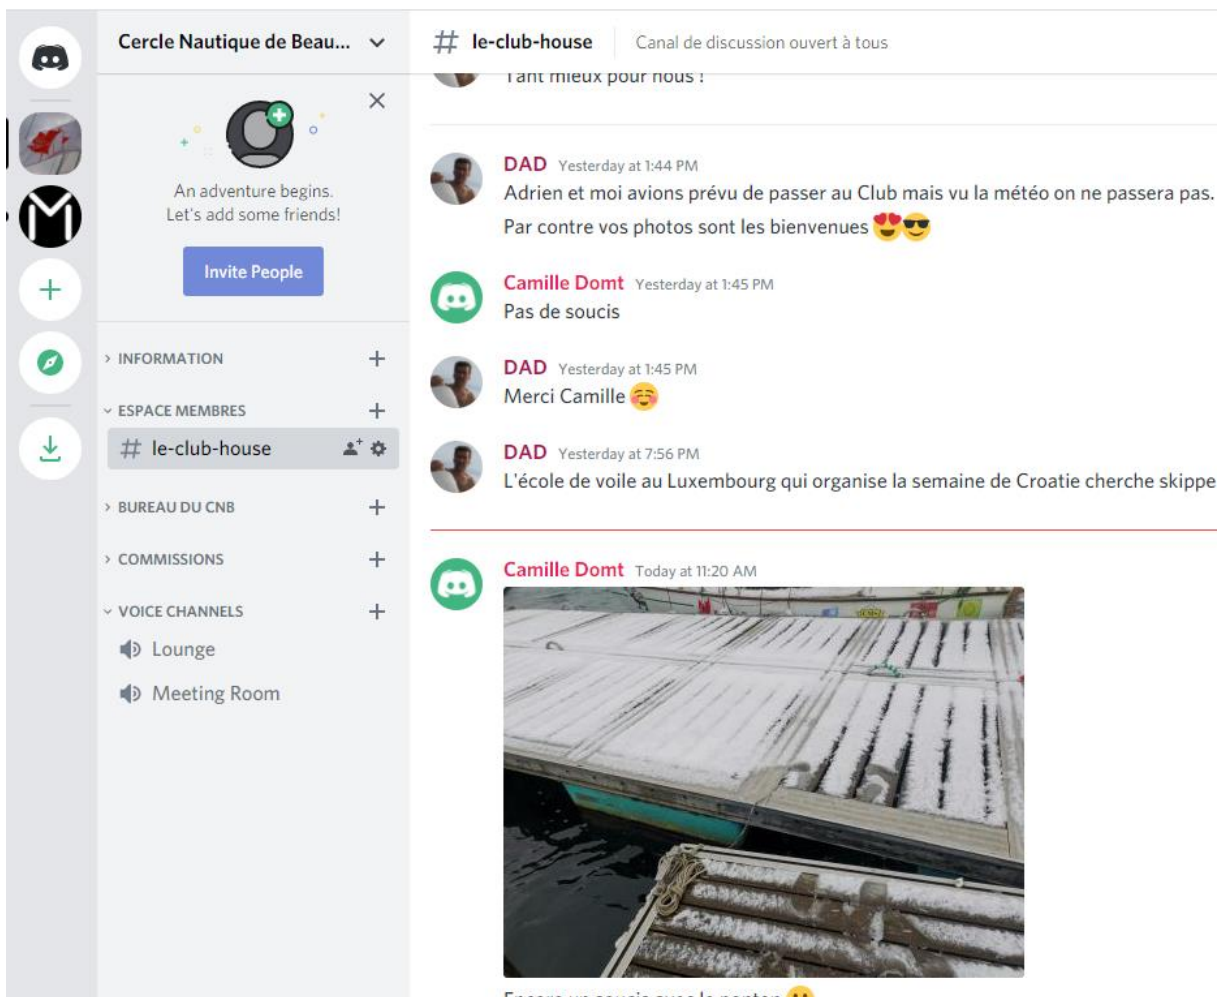 Cercle Nautique de Beau...
# le-club-house
Canal de discussion ouvert à tous
An adventure begins.
Let's add some friends!
Invite People
INFORMATION
ESPACE MEMBRES
# le-club-house
BUREAU DU CNB
COMMISSIONS
VOICE CHANNELS
Lounge
Meeting Room
Tant mieux pour nous !
DAD Yesterday at 1:44 PM
Adrien et moi avions prévu de passer au Club mais vu la météo on ne passera pas.
Par contre vos photos sont les bienvenues 😍😎
Camille Domt Yesterday at 1:45 PM
Pas de soucis
DAD Yesterday at 1:45 PM
Merci Camille ☺️
DAD Yesterday at 7:56 PM
L'école de voile au Luxembourg qui organise la semaine de Croatie cherche skippe
Camille Domt Today at 11:20 AM
Encore un soucis avec le ponton